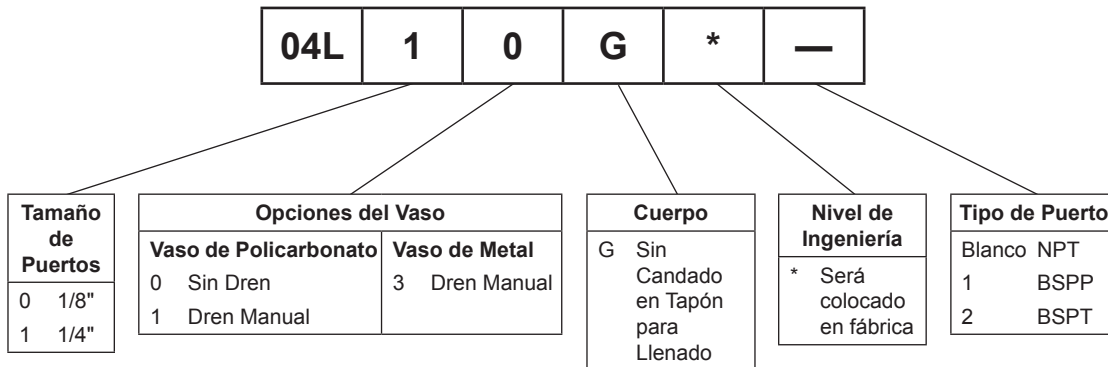 04L 1 0 G * —
Tamaño
de
Puertos
0 1/8"
1 1/4"
Opciones del Vaso
Vaso de Policarbonato
0 Sin Dren
1 Dren Manual
Vaso de Metal
3 Dren Manual
Cuerpo
G Sin
Candado
en Tapón
para
Llenado
Nivel de
Ingeniería
* Será
colocado
en fábrica
Tipo de Puerto
Blanco NPT
1 BSPP
2 BSPT